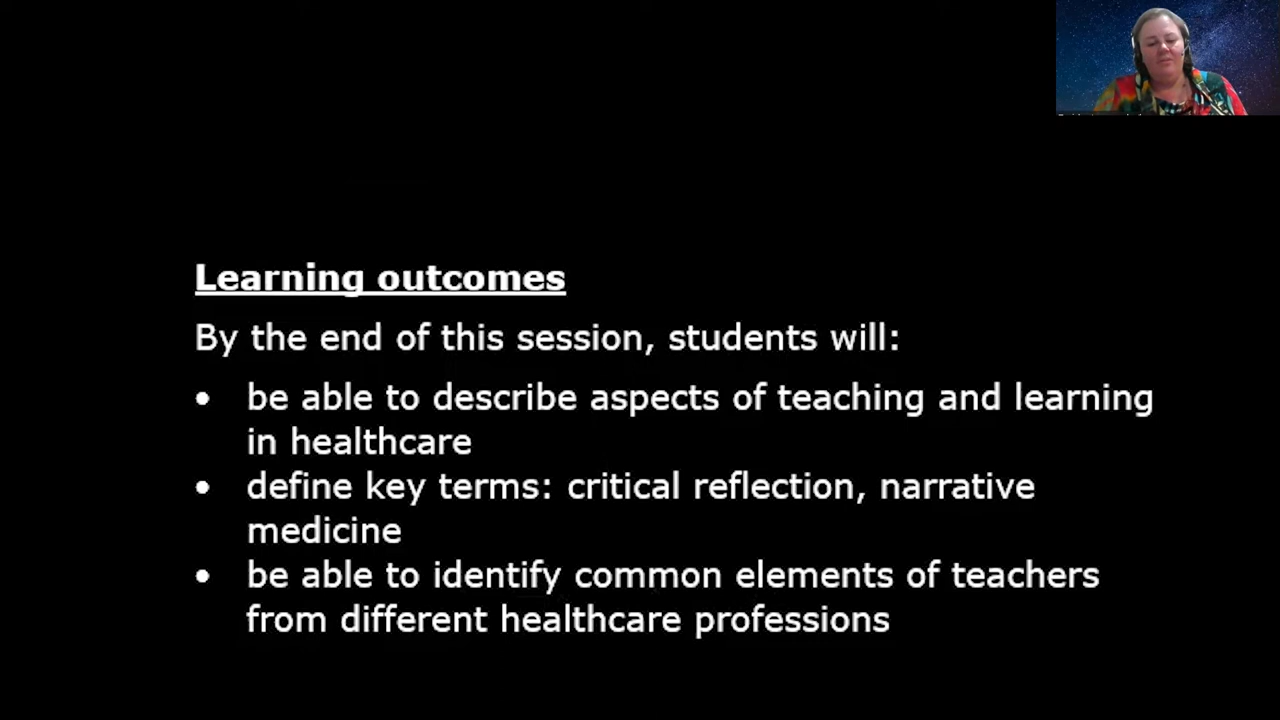 Learning outcomes
By the end of this session, students will:
• be able to describe aspects of teaching and learning
in healthcare
• define key terms: critical reflection, narrative
medicine
• be able to identify common elements of teachers
from different healthcare professions